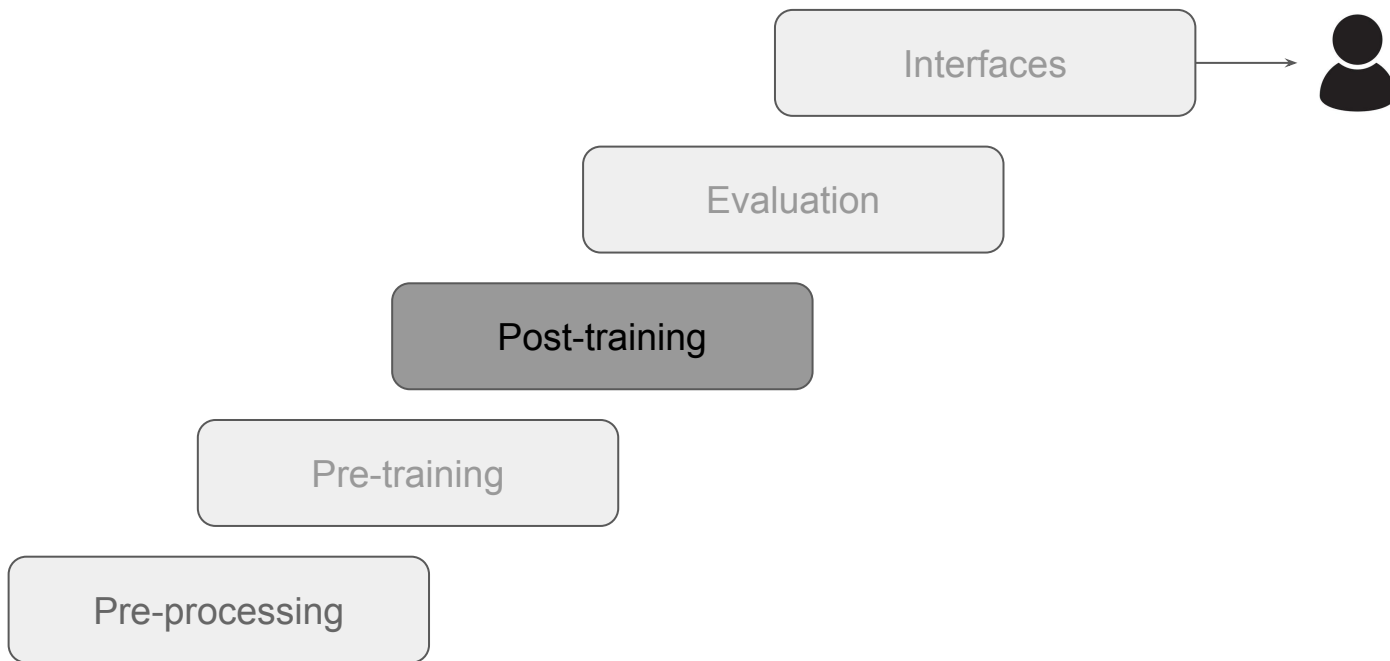 Interfaces
Evaluation
Post-training
Pre-training
Pre-processing